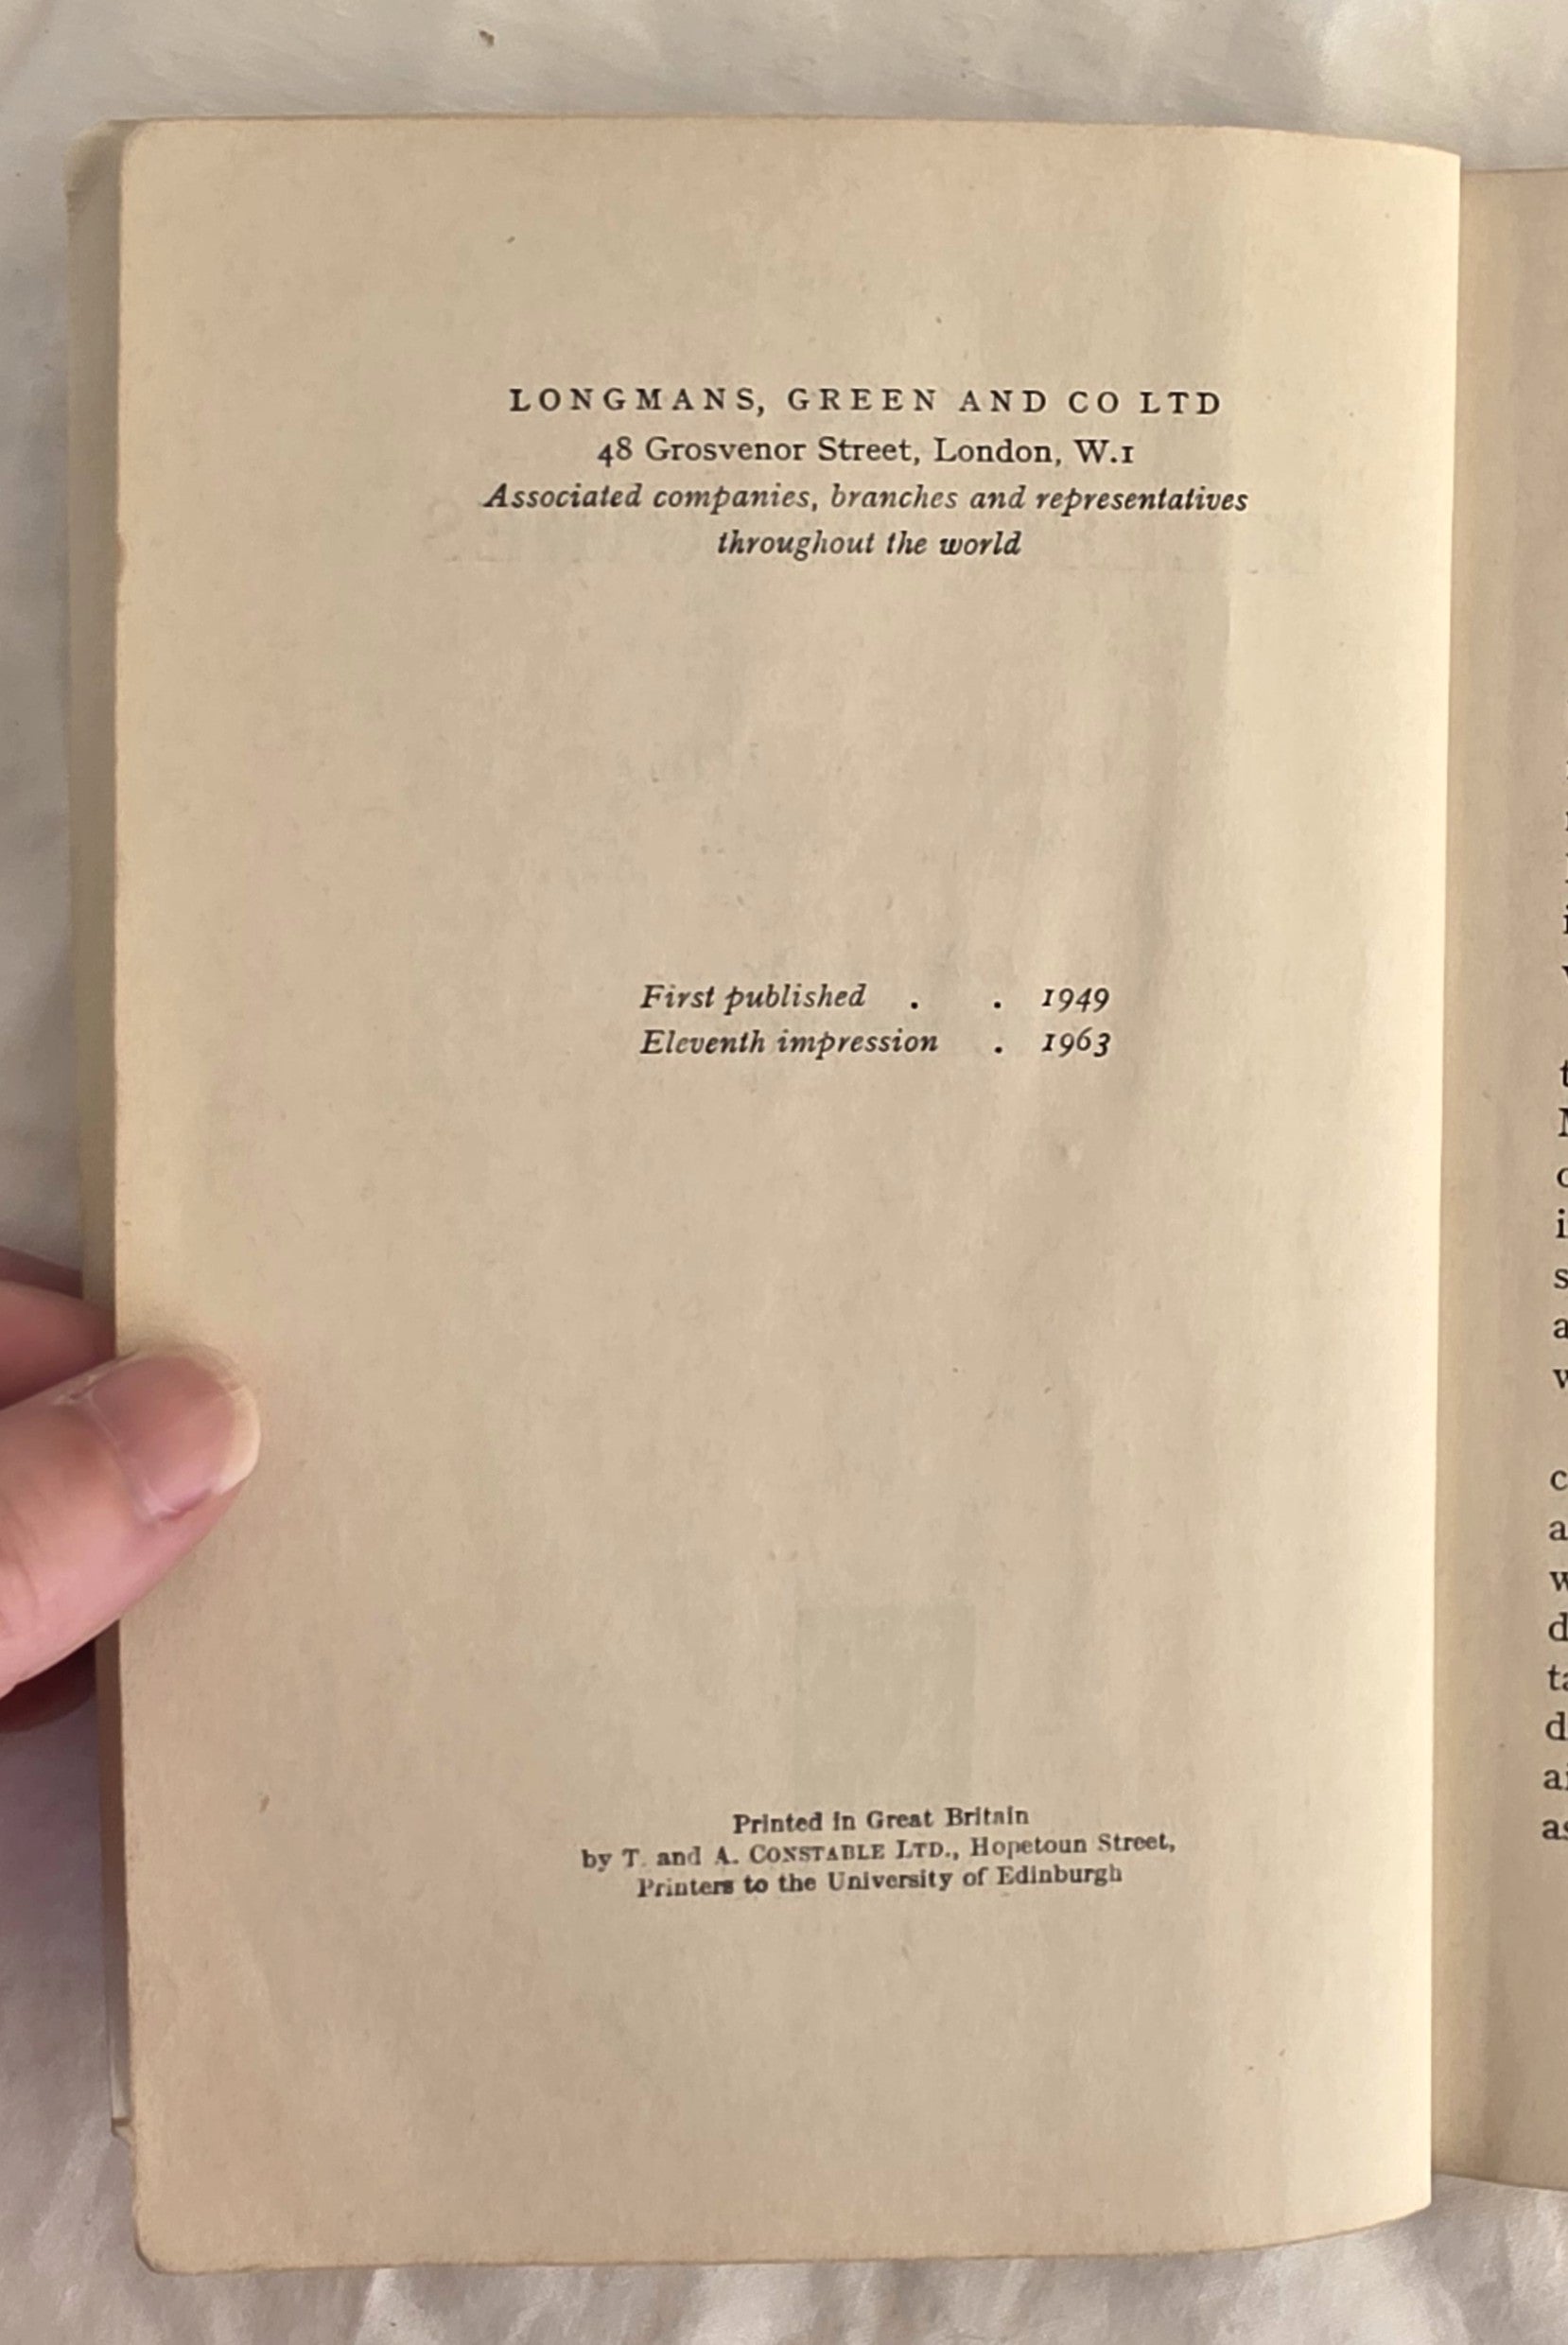 LONGMANS, GREEN AND CO LTD
48 Grosvenor Street, London, W.1
Associated companies, branches and representatives
throughout the world
First published . . 1949
Eleventh impression . 1963
Printed in Great Britain
by T. and A. CONSTABLE LTD., Hopetoun Street,
Printers to the University of Edinburgh